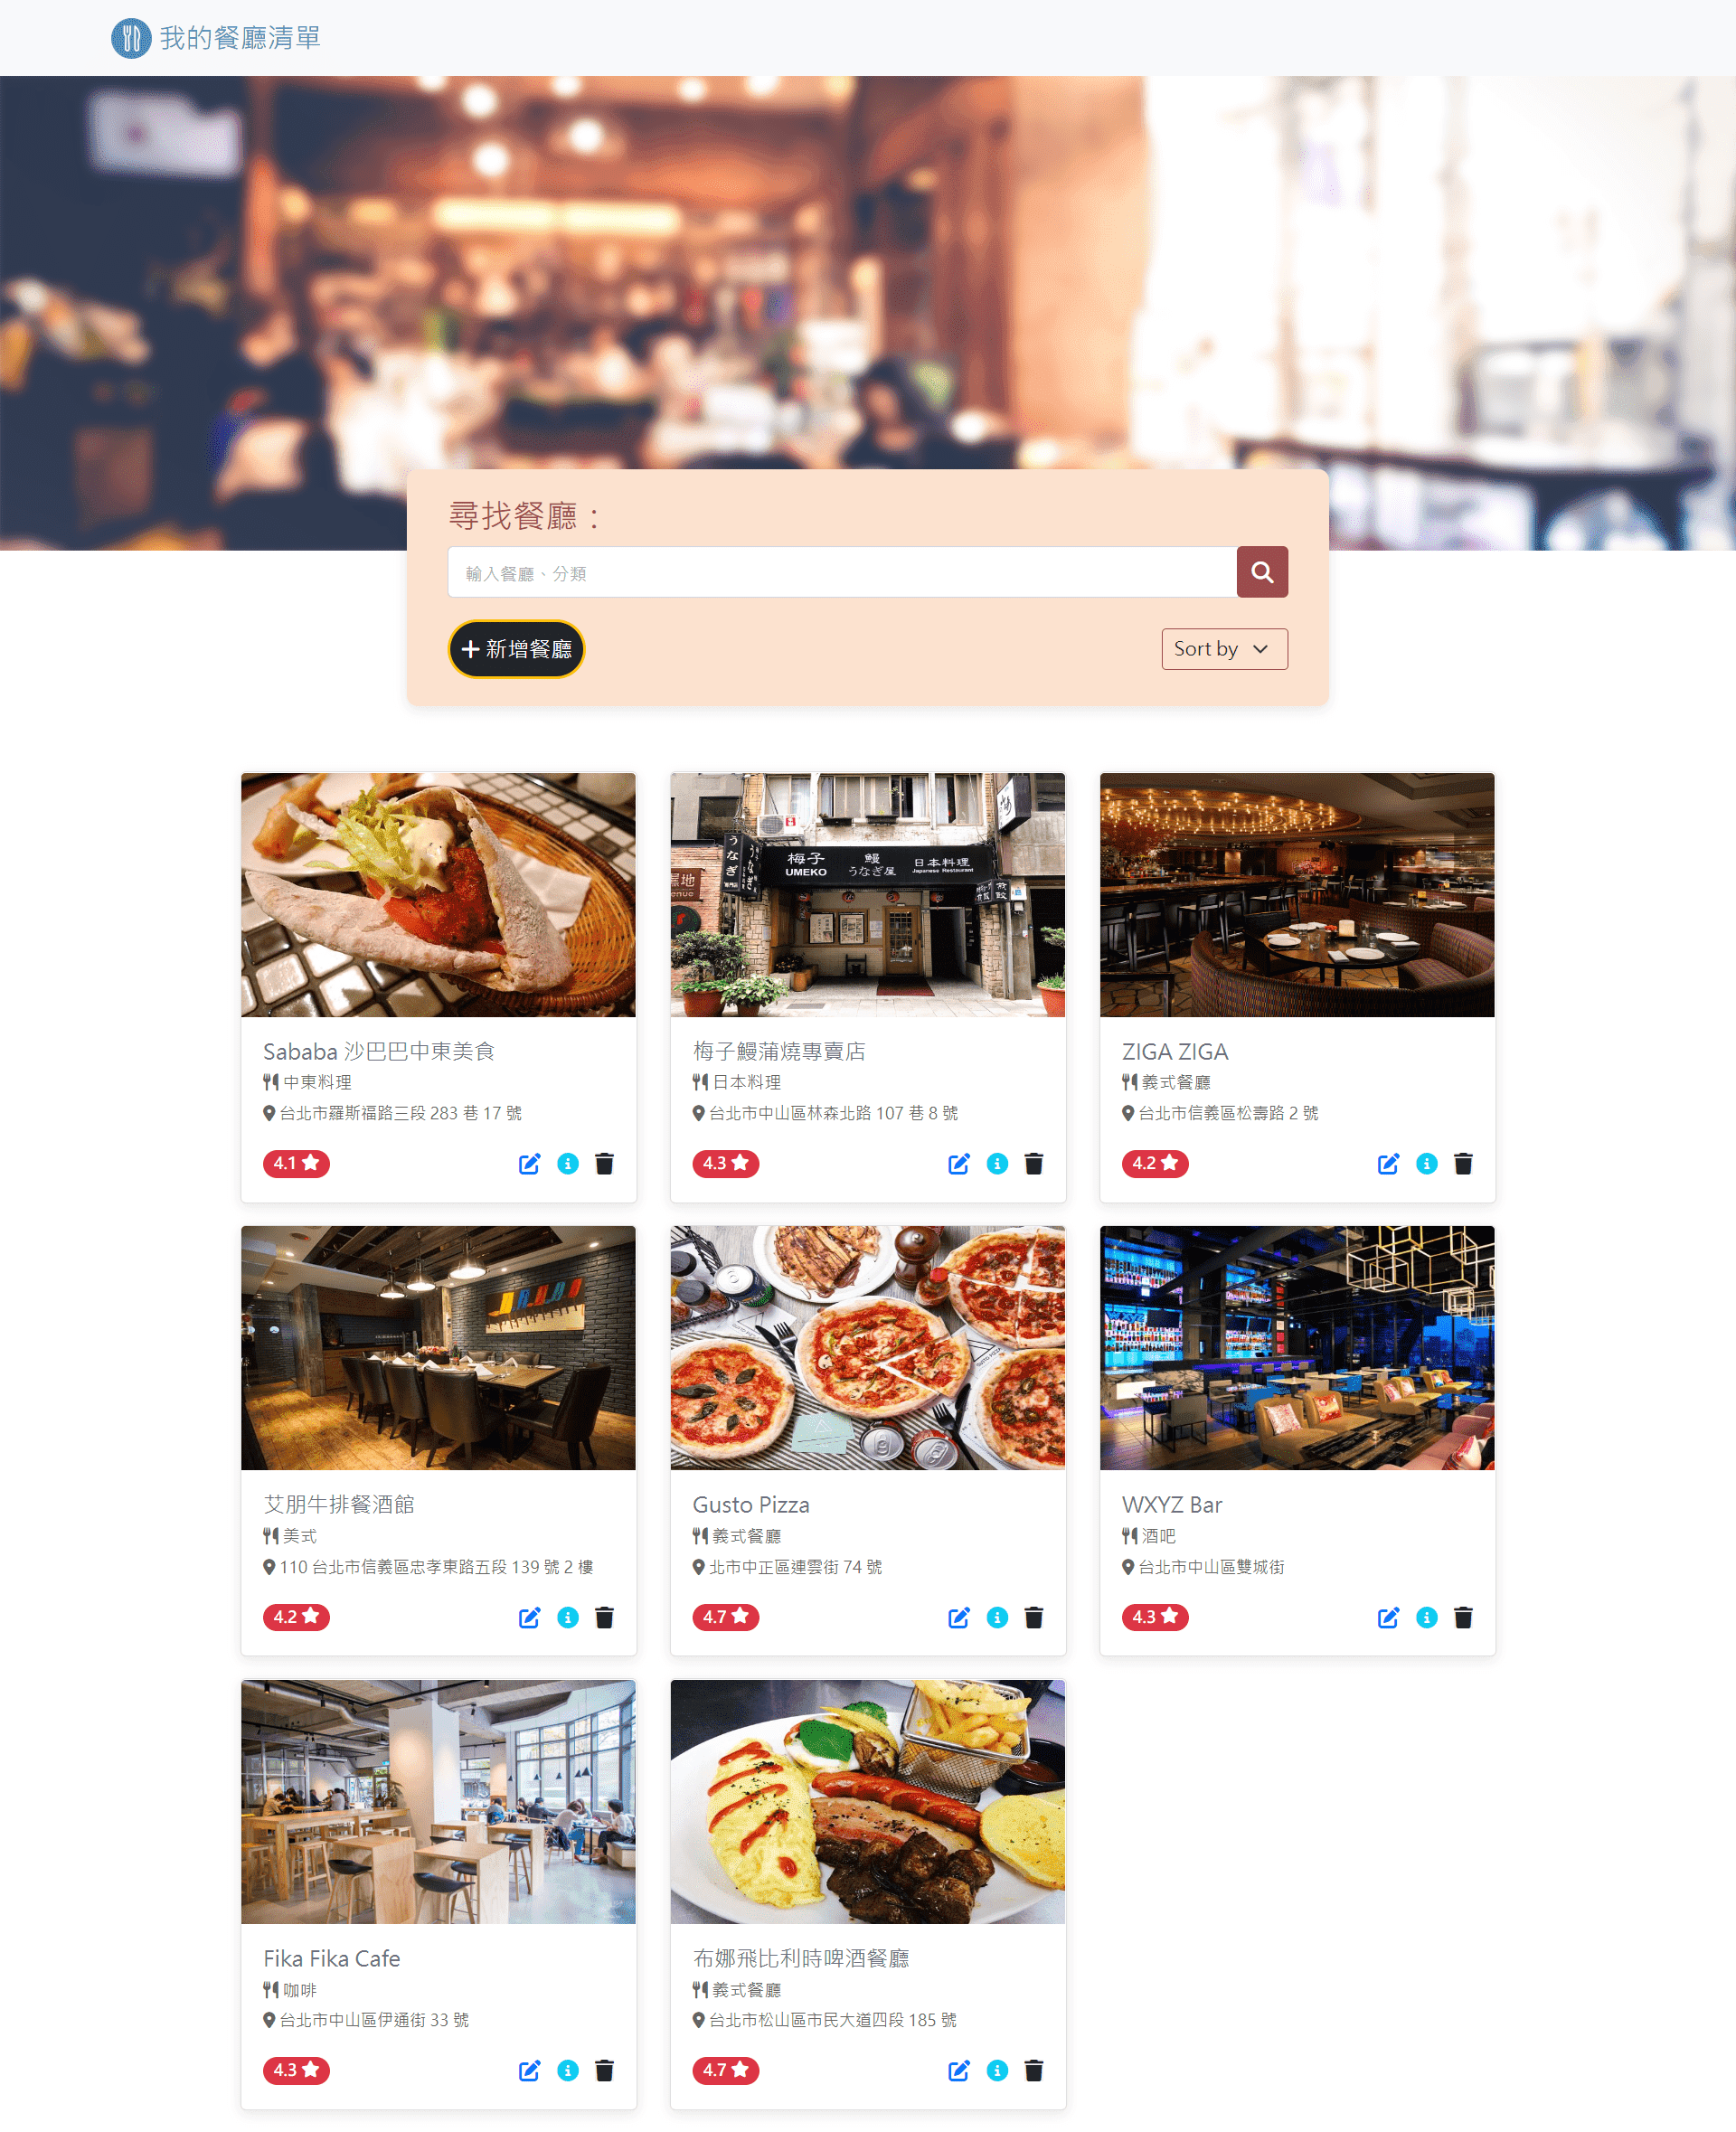 我的餐廳清單
尋找餐廳：
輸入餐廳、分類
新增餐廳
Sort by
梅子
UMEKO
鰻
うなぎ屋
日本料理
Japanese Restaurant
うなぎ
Sababa 沙巴巴中東美食
中東料理
台北市羅斯福路三段 283 巷 17 號
4.1
梅子鰻蒲燒專賣店
日本料理
台北市中山區林森北路 107 巷 8 號
4.3
ZIGA ZIGA
義式餐廳
台北市信義區松壽路 2 號
4.2
艾朋牛排餐酒館
美式
110 台北市信義區忠孝東路五段 139 號 2 樓
4.2
Gusto Pizza
義式餐廳
北市中正區連雲街 74 號
4.7
WXYZ Bar
酒吧
台北市中山區雙城街
4.3
Fika Fika Cafe
咖啡
台北市中山區伊通街 33 號
4.3
布娜飛比利時啤酒餐廳
義式餐廳
台北市松山區市民大道四段 185 號
4.7